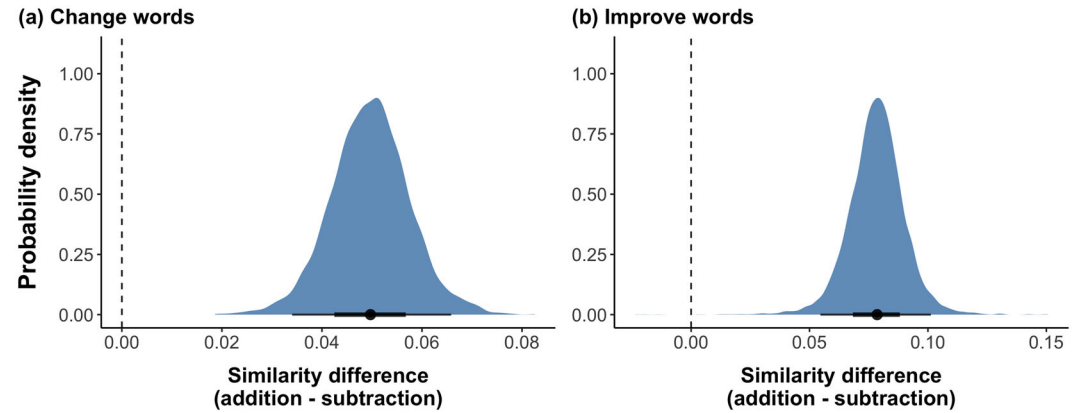 (a) Change words
Probability density
1.00
0.75
0.50
0.25
0.00
0.00 0.02 0.04 0.06 0.08
Similarity difference
(addition - subtraction)
(b) Improve words
1.00
0.75
0.50
0.25
0.00
0.00 0.05 0.10 0.15
Similarity difference
(addition - subtraction)